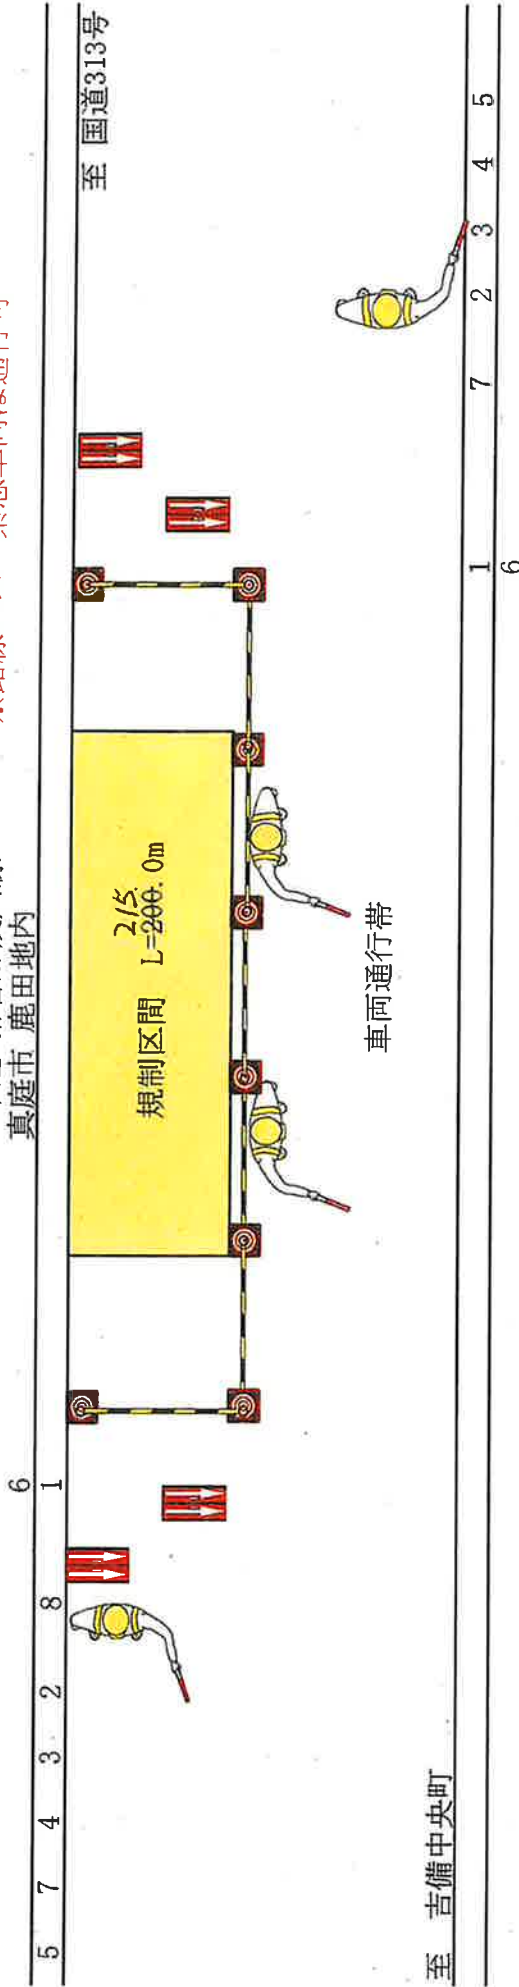 真庭市 鹿田地内
至 国道313号
5 7 4 3 2 8 1
6
規制区間 L=200.0m
215
車両通行帯
至 吉備中央町
1 7 2 3 4 5
6